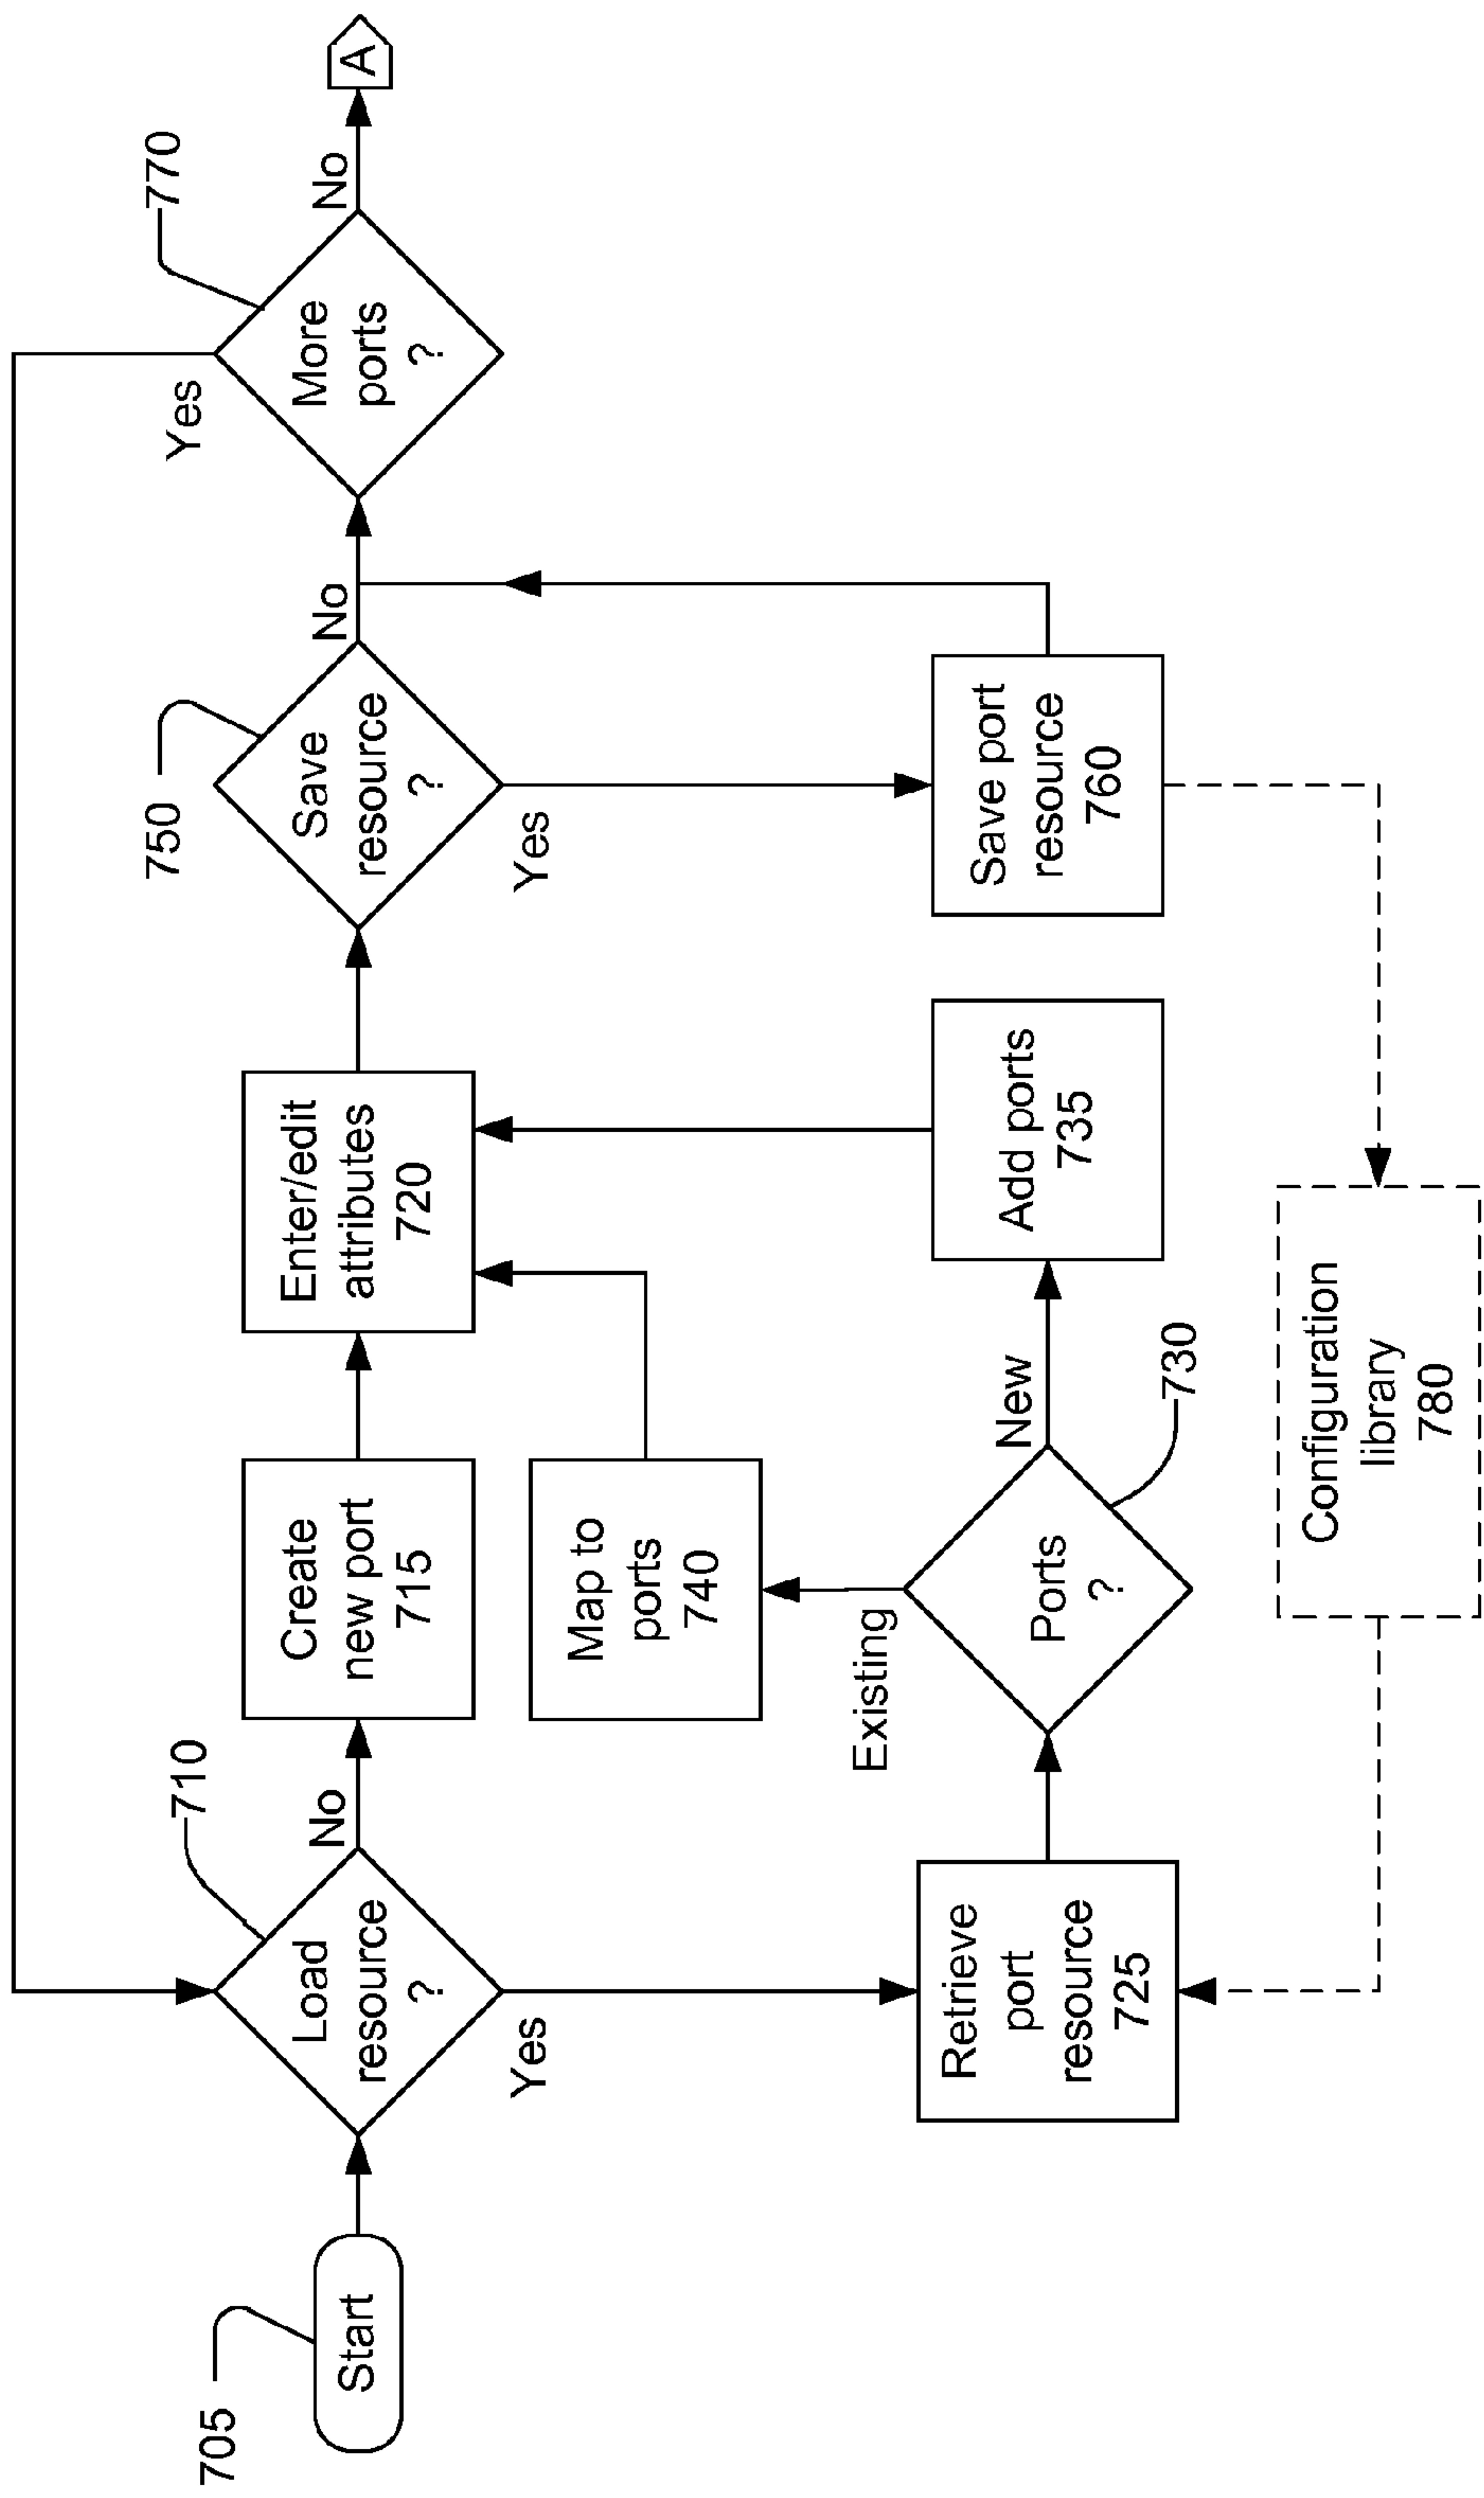 705
Start
710
Load
resource
?
No
Yes
Create
new port
715
Enter/edit
attributes
720
750
Save
resource
?
No
Yes
770
More
ports
?
Yes
No
A
Map to
ports
740
Retrieve
port
resource
725
Existing
Ports
?
730
New
Add ports
735
Save port
resource
760
Configuration
library
780